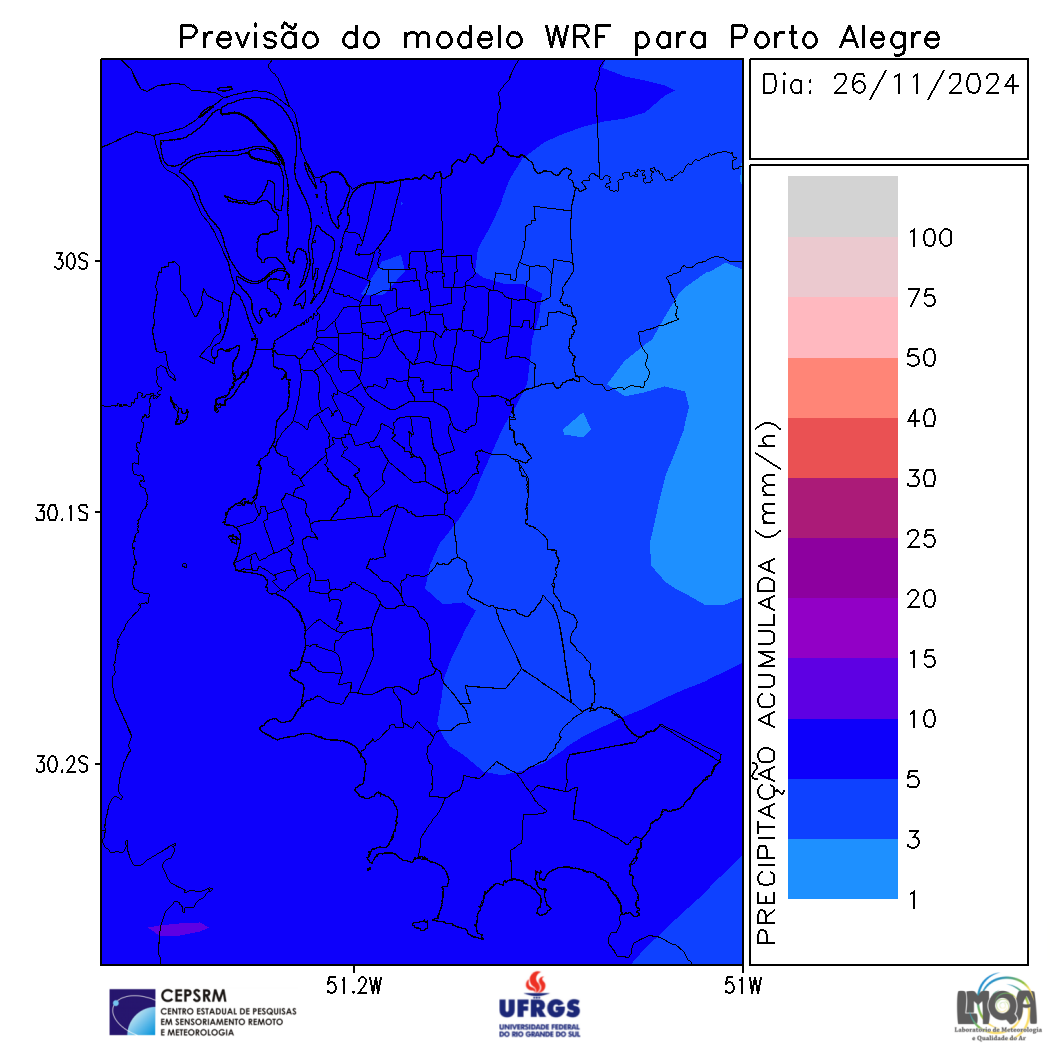 Previsão do modelo WRF para Porto Alegre
Dia: 26/11/2024
30S
30.1S
30.2S
51.2W
51W
PRECIPITAÇÃO ACUMULADA (mm/h)
100
75
50
40
30
25
20
15
10
5
3
1
CEPSRM
CENTRO ESTADUAL DE PESQUISAS
EM SENSORIAMENTO REMOTO
E METEOROLOGIA
UFRGS
UNIVERSIDADE FEDERAL
DO RIO GRANDE DO SUL
LMQA
Laboratório de Meteorologia
e Qualidade do Ar